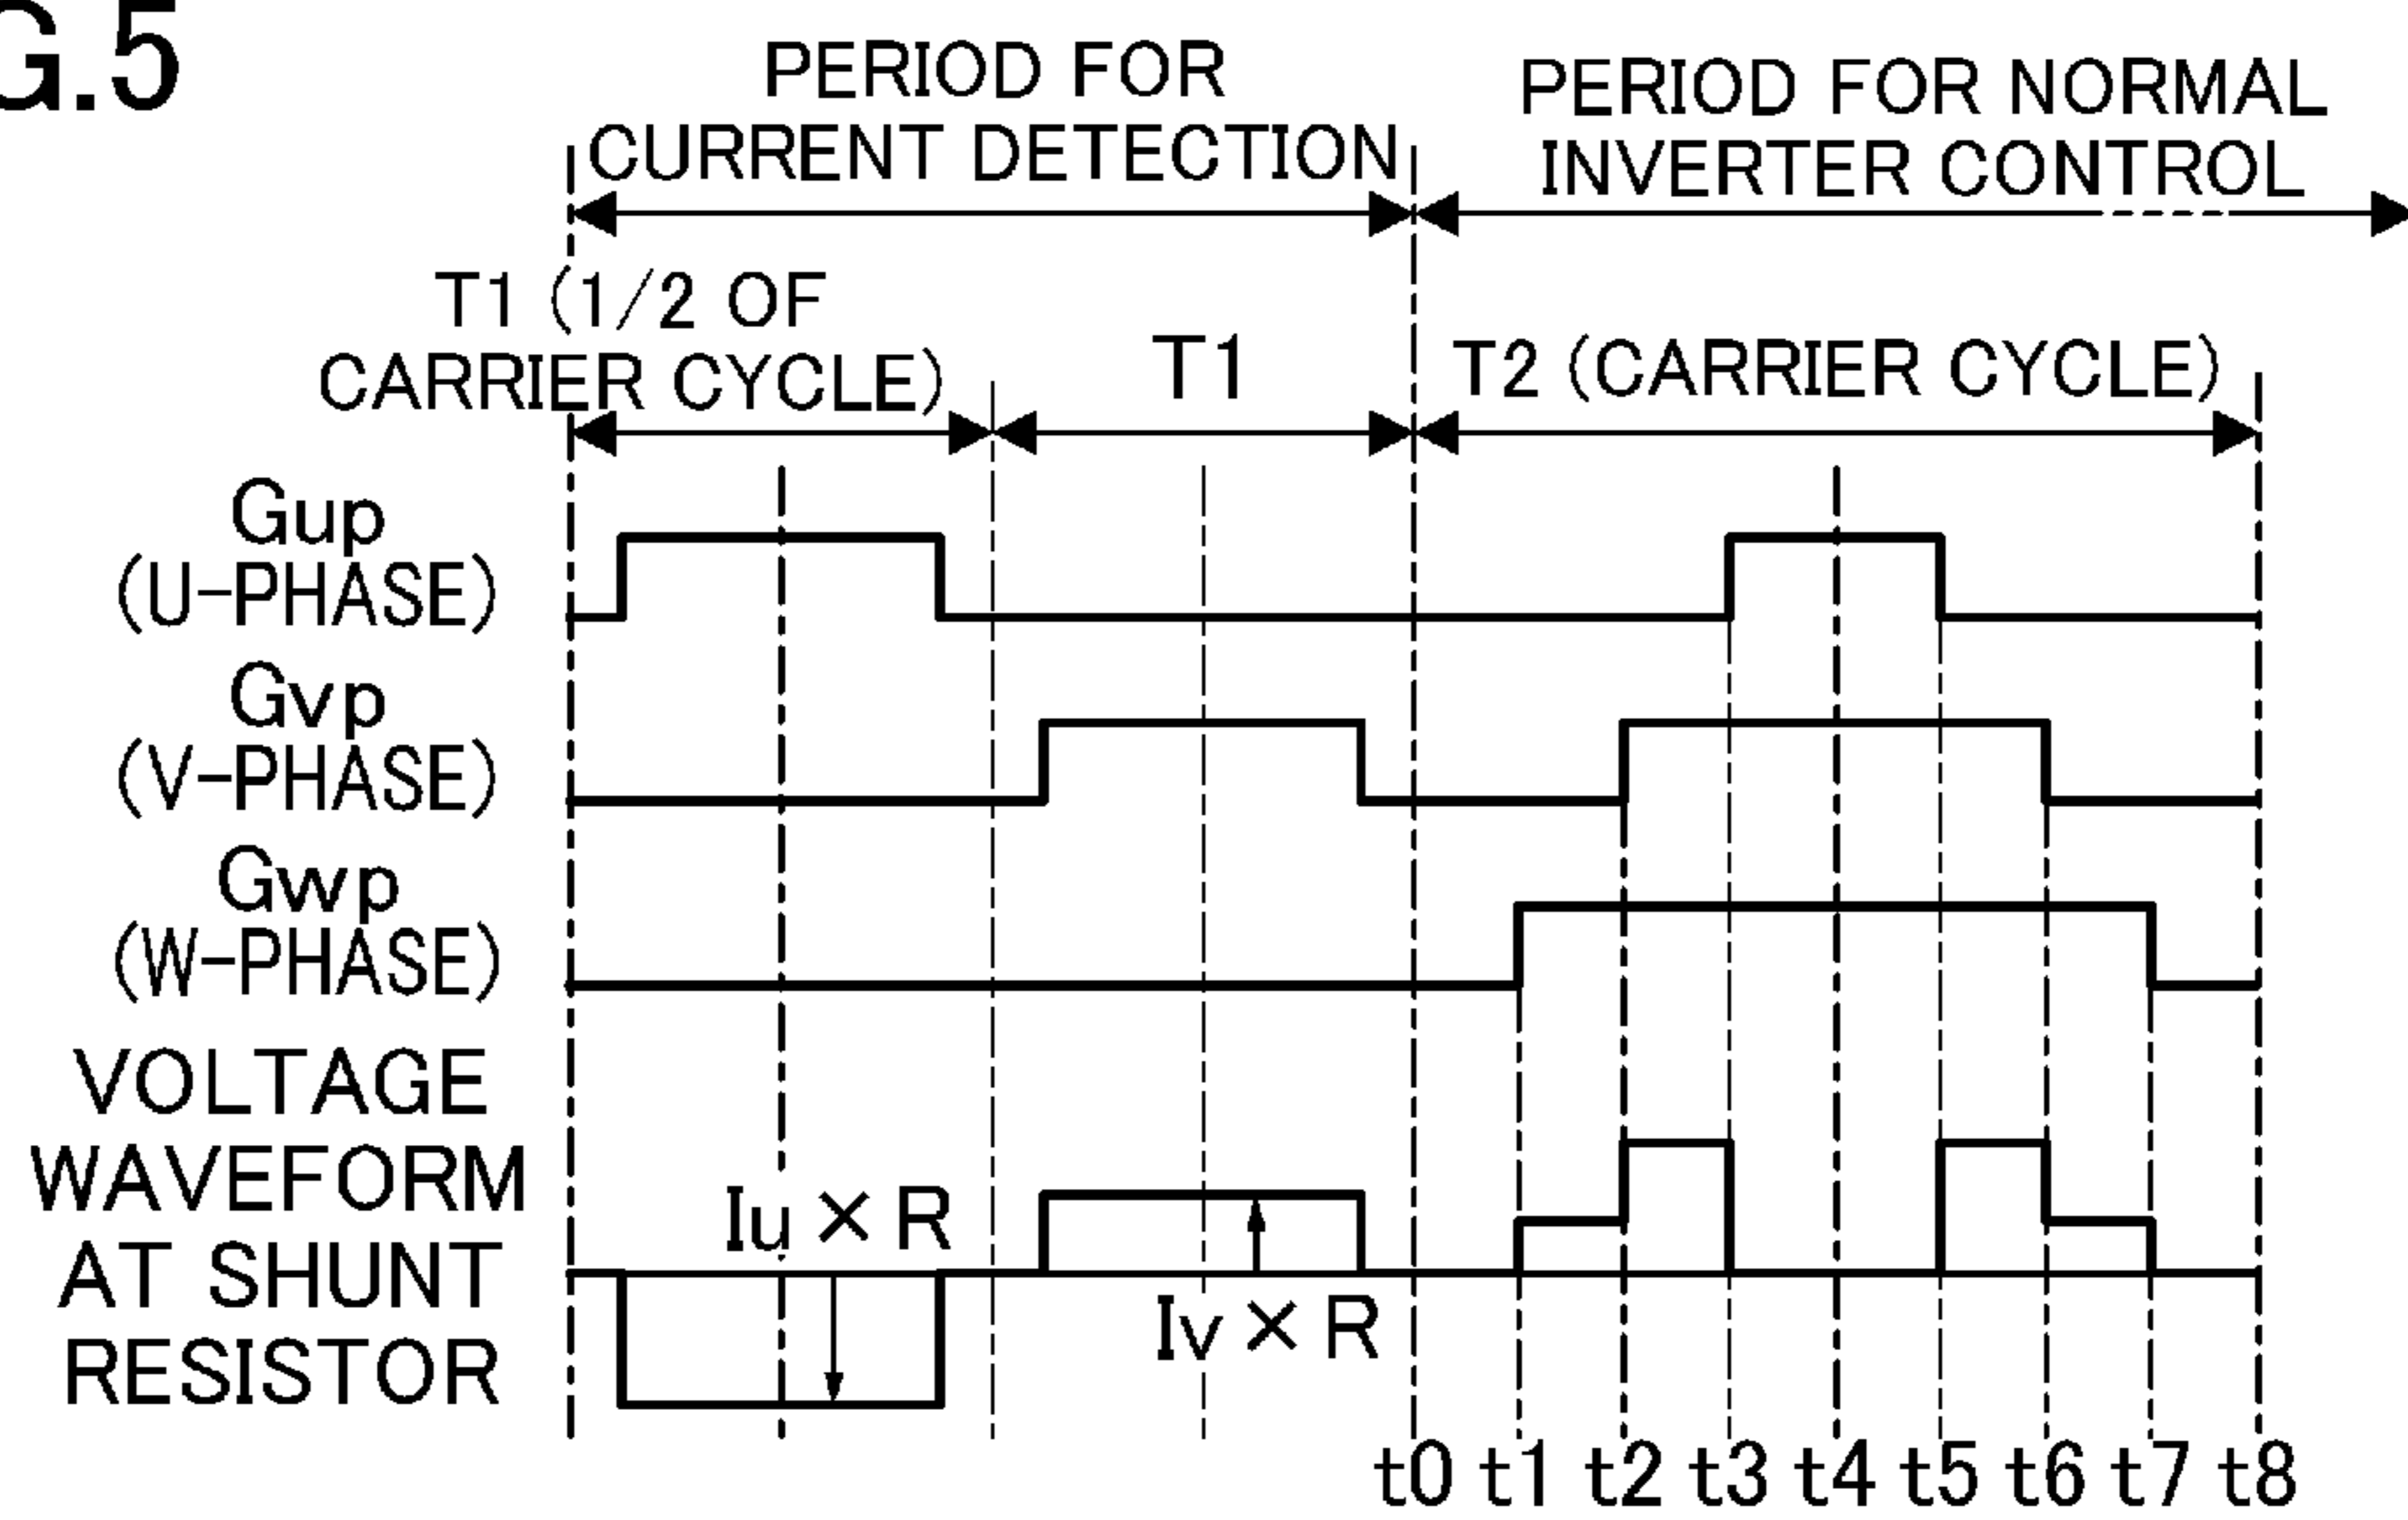 G.5
PERIOD FOR
CURRENT DETECTION
PERIOD FOR NORMAL
INVERTER CONTROL
T1 (1/2 OF
CARRIER CYCLE)
T1
T2 (CARRIER CYCLE)
Gup
(U-PHASE)
Gvp
(V-PHASE)
Gwp
(W-PHASE)
VOLTAGE
WAVEFORM
AT SHUNT
RESISTOR
Iu × R
Iv × R
t0 t1 t2 t3 t4 t5 t6 t7 t8